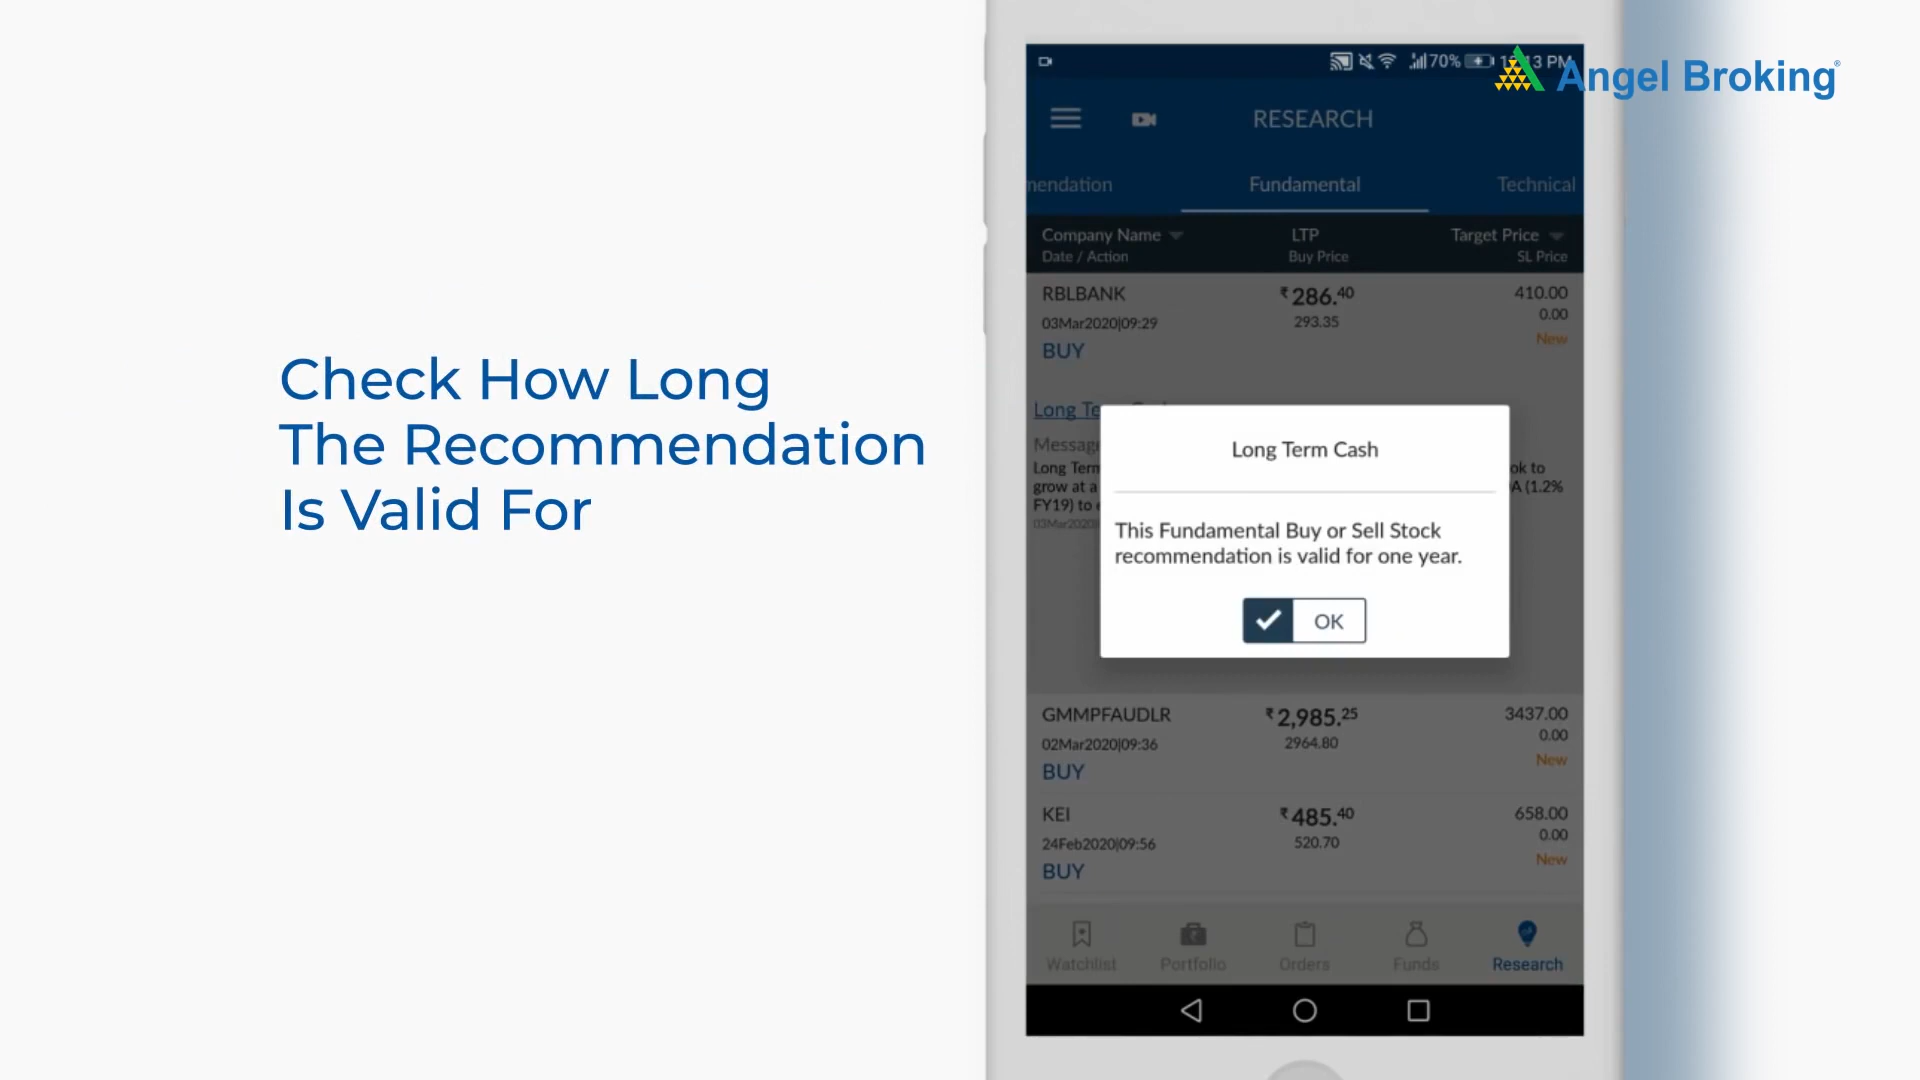 Angel Broking
Check How Long
The Recommendation
Is Valid For
70%
RESEARCH
Fundamental
Technical
Company Name LTP Target Price
Date / Action Buy Price SL Price
RBLBANK ₹286.40 410.00
03Mar2020|09:29 293.35 0.00
BUY New
Long
Long Term
ok to
grow at a
A (1.2%
FY19) to
Long Term Cash
This Fundamental Buy or Sell Stock
recommendation is valid for one year.
OK
GMMPFAUDLR ₹2,985.25 3437.00
02Mar2020|09:36 2964.80 0.00
BUY New
KEI ₹485.40 658.00
24Feb2020|09:56 520.70 0.00
BUY New
Watchlist Portfolio Orders Funds Research